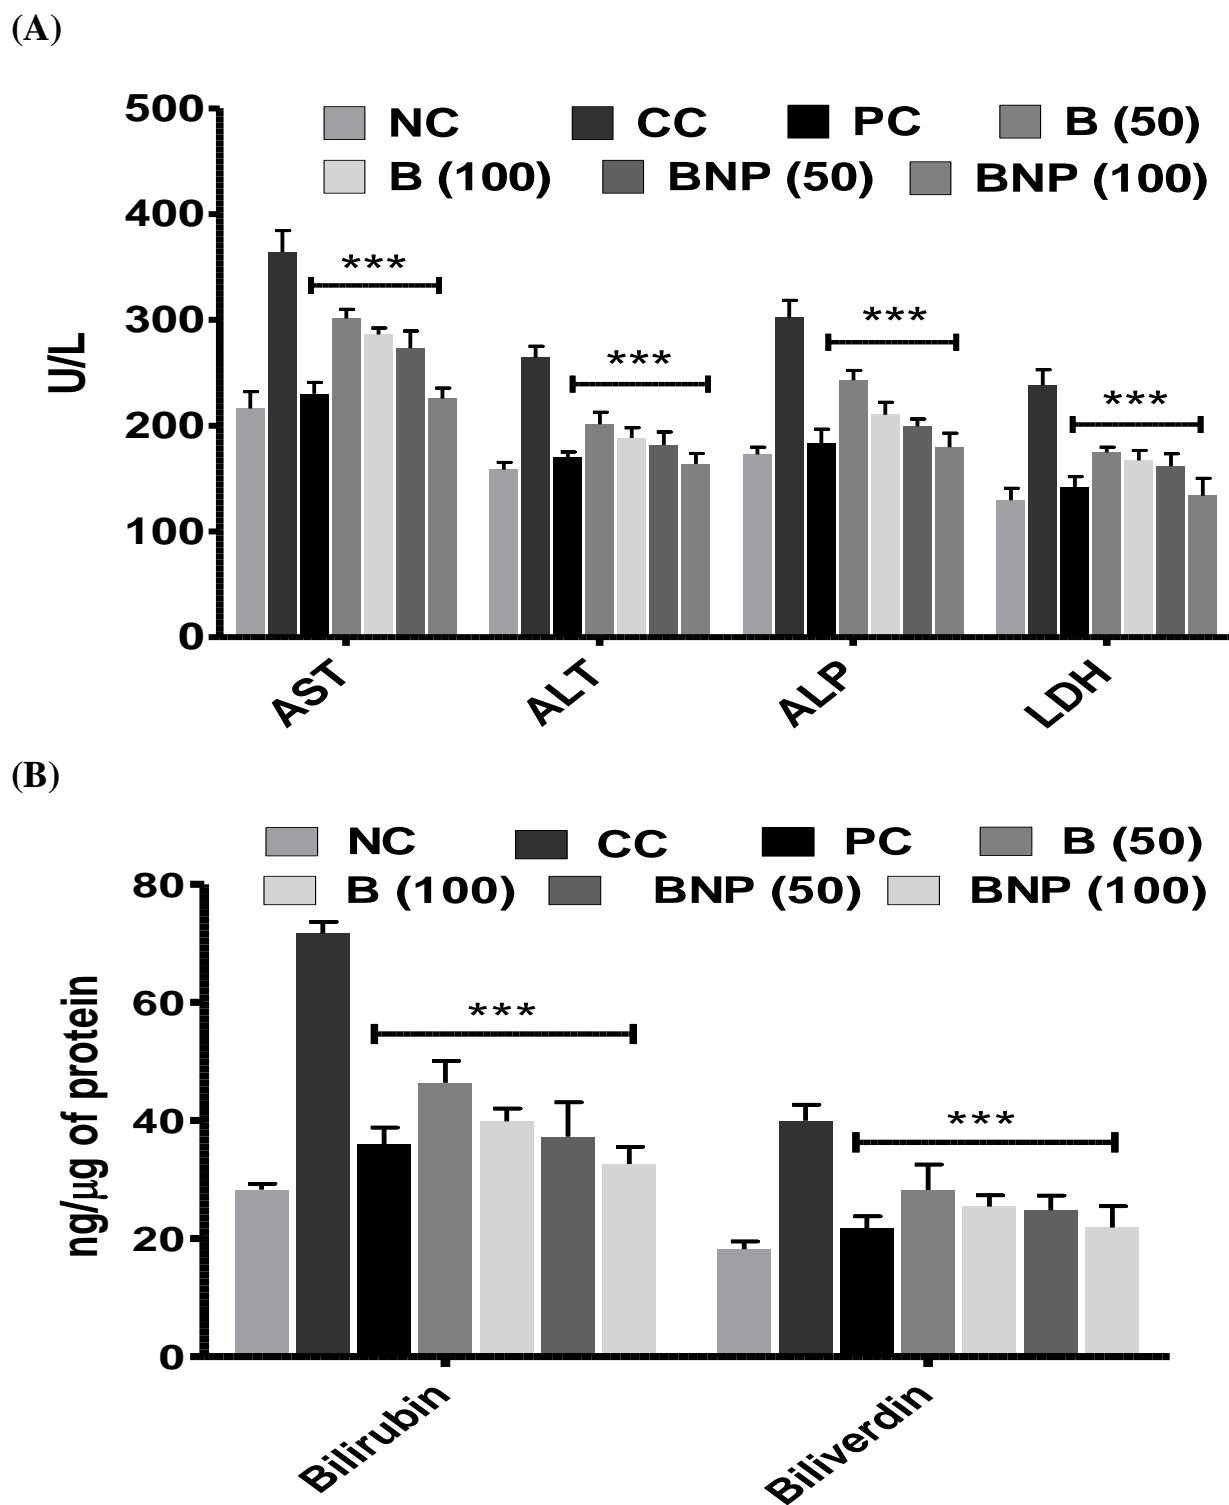 (A)
500
NC CC PC B (50)
B (100) BNP (50) BNP (100)
400
***
300
***
***
U/L
200
***
100
0
AST ALT ALP LDH
(B)
NC CC PC B (50)
80
B (100) BNP (50) BNP (100)
60
***
ng/μg of protein
40
***
20
0
Bilirubin Biliverdin